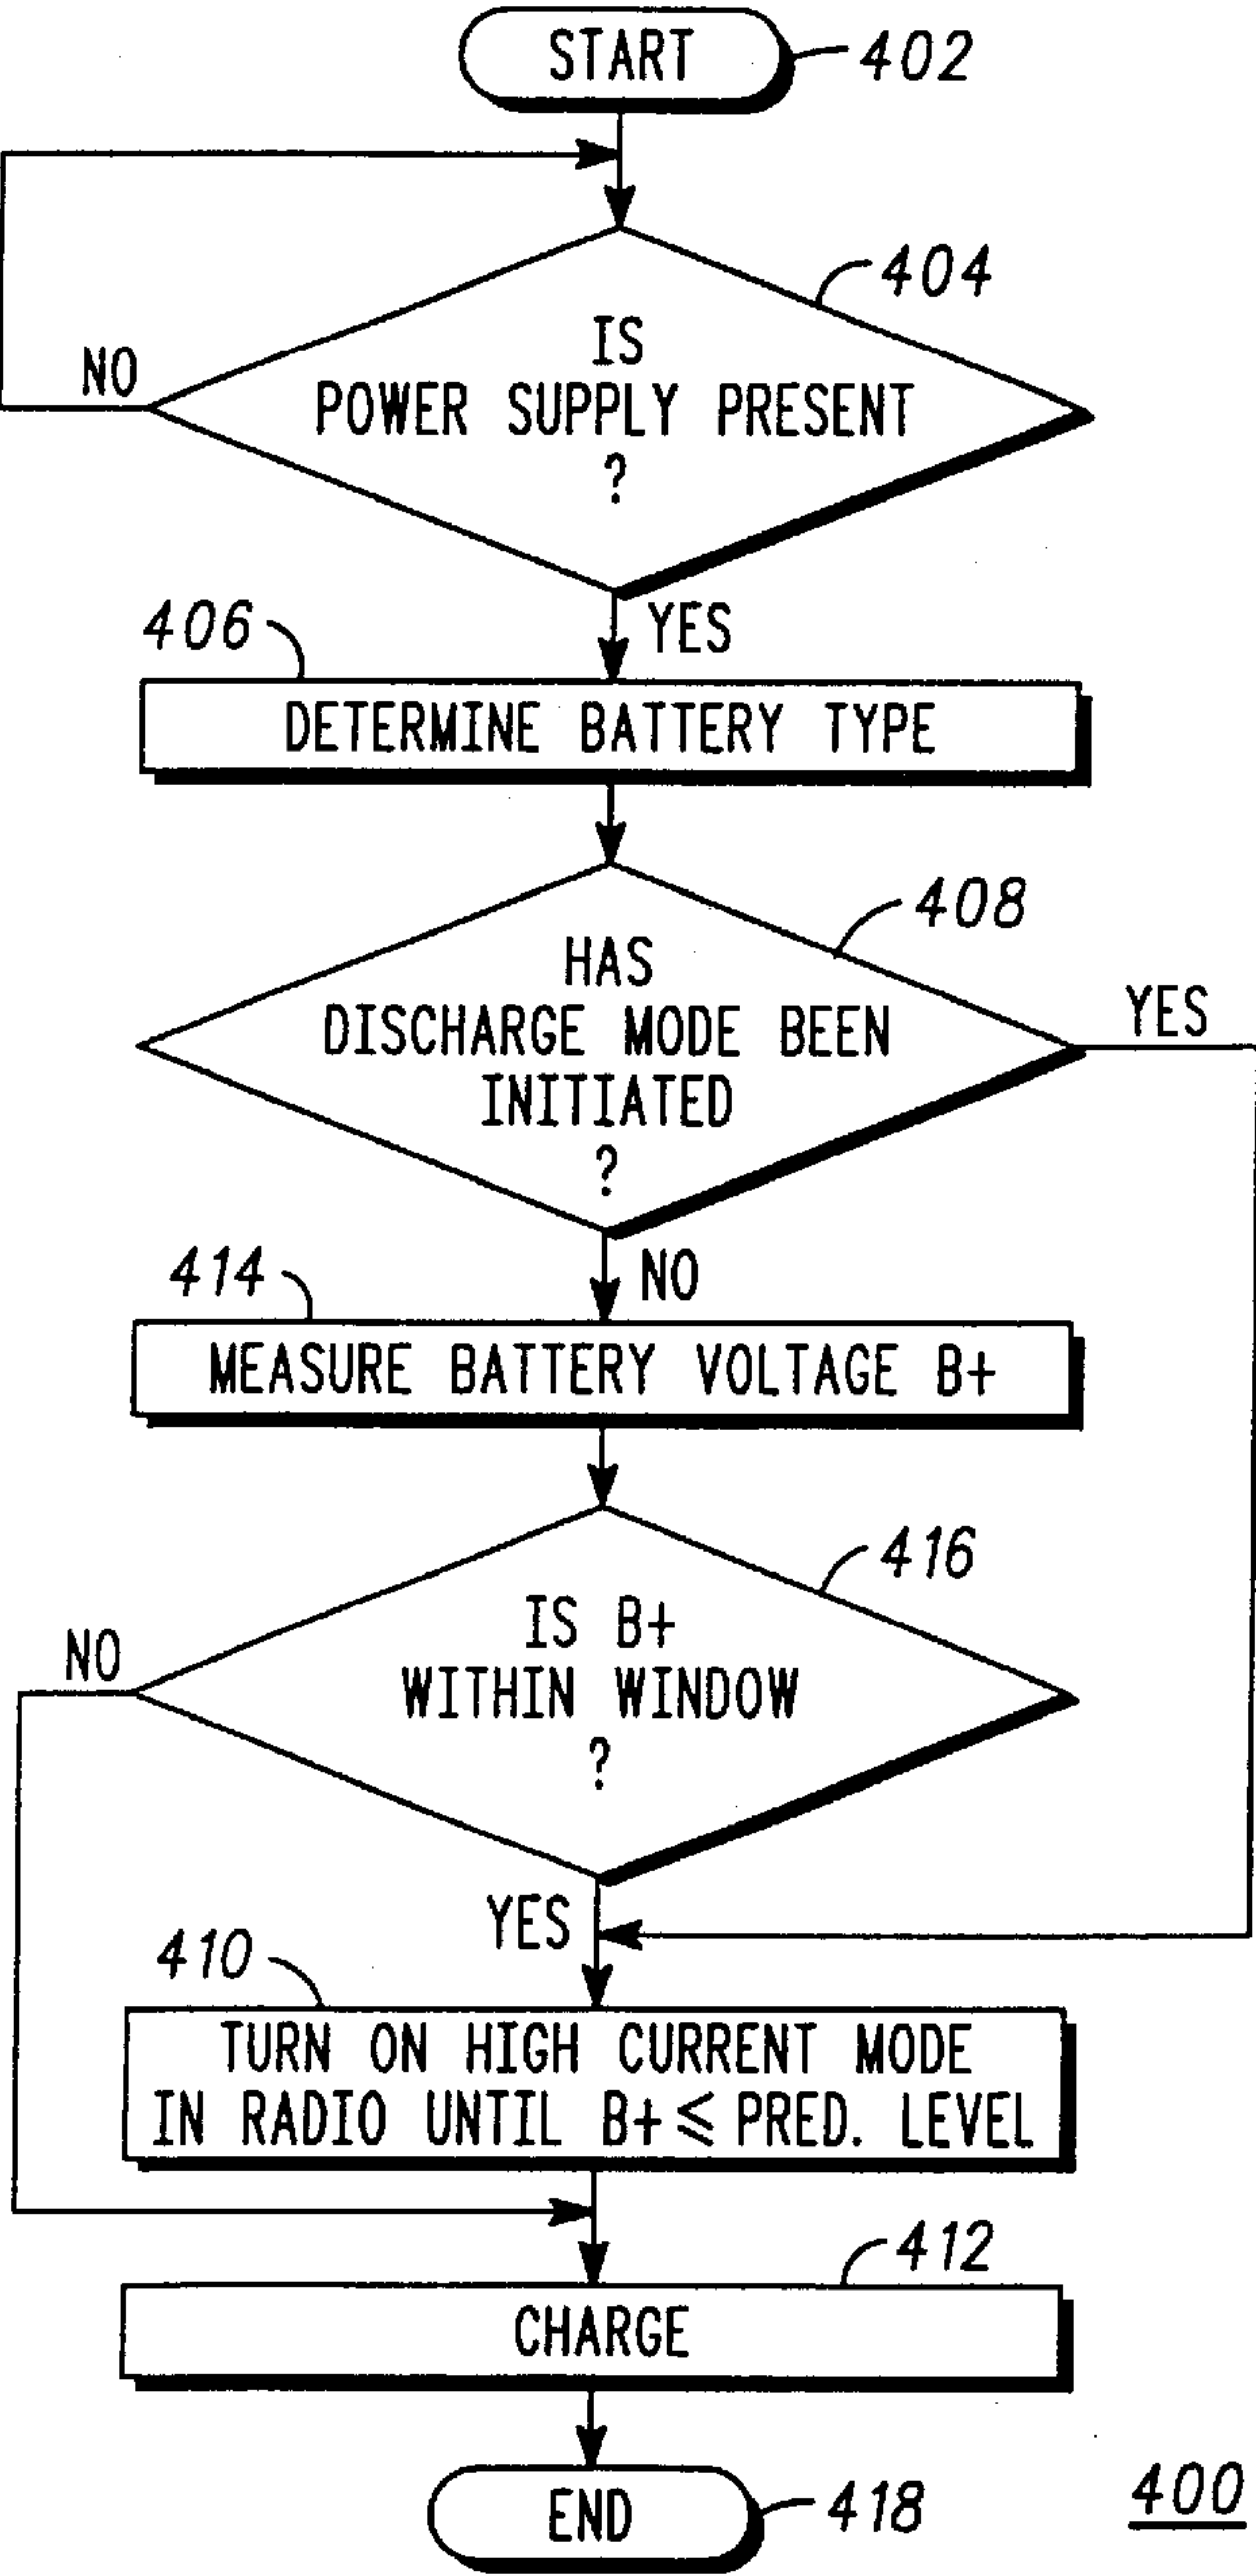 START
402
404
IS
NO
POWER SUPPLY PRESENT
?
406
YES
DETERMINE BATTERY TYPE
408
HAS
YES
DISCHARGE MODE BEEN
INITIATED
?
414
NO
MEASURE BATTERY VOLTAGE B+
416
IS B+
NO
WITHIN WINDOW
?
YES
410
TURN ON HIGH CURRENT MODE
IN RADIO UNTIL B+ ≤ PRED. LEVEL
412
CHARGE
END
418
400